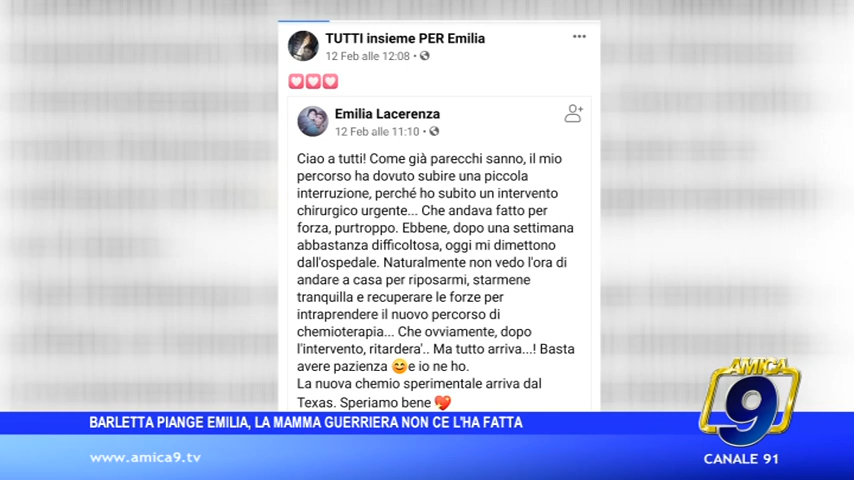 TUTTI insieme PER Emilia
12 Feb alle 12:08 •
Emilia Lacerenza
12 Feb alle 11:10 •
Ciao a tutti! Come già parecchi sanno, il mio
percorso ha dovuto subire una piccola
interruzione, perché ho subito un intervento
chirurgico urgente... Che andava fatto per
forza, purtroppo. Ebbene, dopo una settimana
abbastanza difficoltosa, oggi mi dimettono
dall'ospedale. Naturalmente non vedo l'ora di
andare a casa per riposarmi, starmene
tranquilla e recuperare le forze per
intraprendere il nuovo percorso di
chemioterapia... Che ovviamente, dopo
l'intervento, ritardera'.. Ma tutto arriva...! Basta
avere pazienza 😊e io ne ho.
La nuova chemio sperimentale arriva dal
Texas. Speriamo bene 💖
BARLETTA PIANGE EMILIA, LA MAMMA GUERRIERA NON CE L'HA FATTA
www.amica9.tv
AMICA
9
CANALE 91